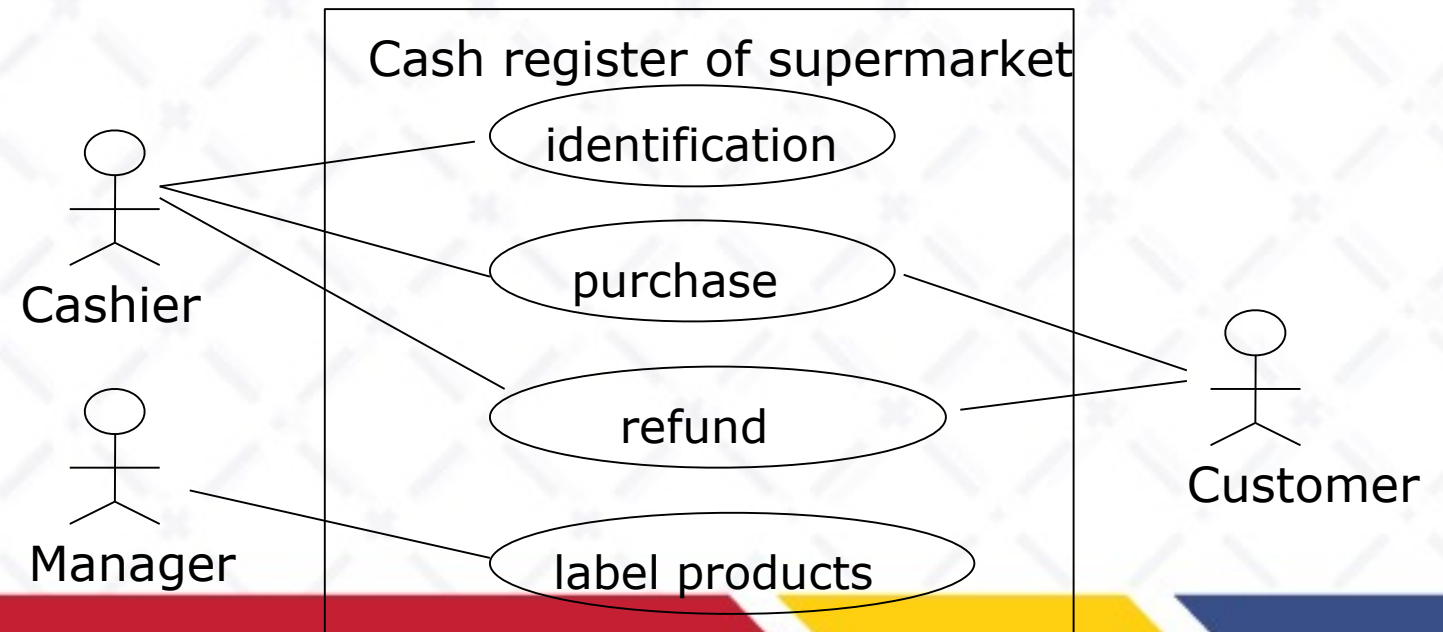 Cash register of supermarket
identification
purchase
Cashier
refund
Customer
Manager
label products